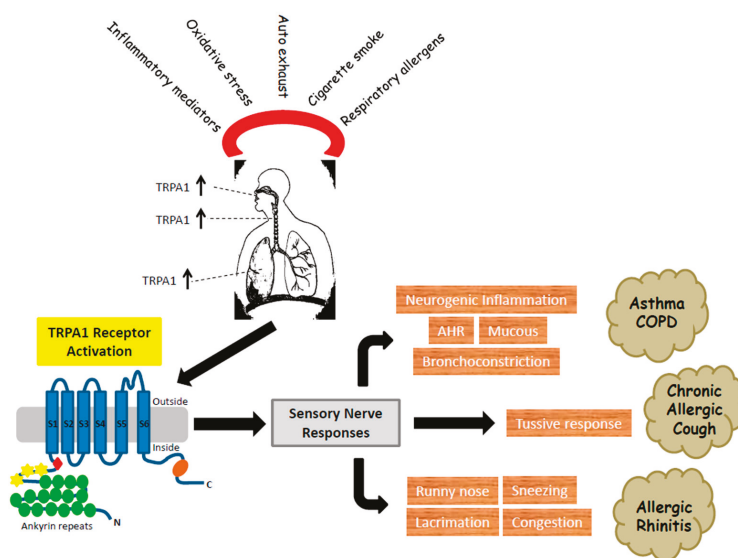 Inflammatory mediators
Oxidative stress
Auto exhaust
Cigarette smoke
Respiratory allergens
TRPA1
TRPA1
TRPA1
TRPA1 Receptor
Activation
Outside
S1 S2 S3 S4 S5 S6
Inside
C
N
Ankyrin repeats
Sensory Nerve
Responses
Neurogenic Inflammation
AHR
Mucous
Bronchoconstriction
Asthma
COPD
Tussive response
Chronic
Allergic
Cough
Runny nose
Sneezing
Lacrimation
Congestion
Allergic
Rhinitis